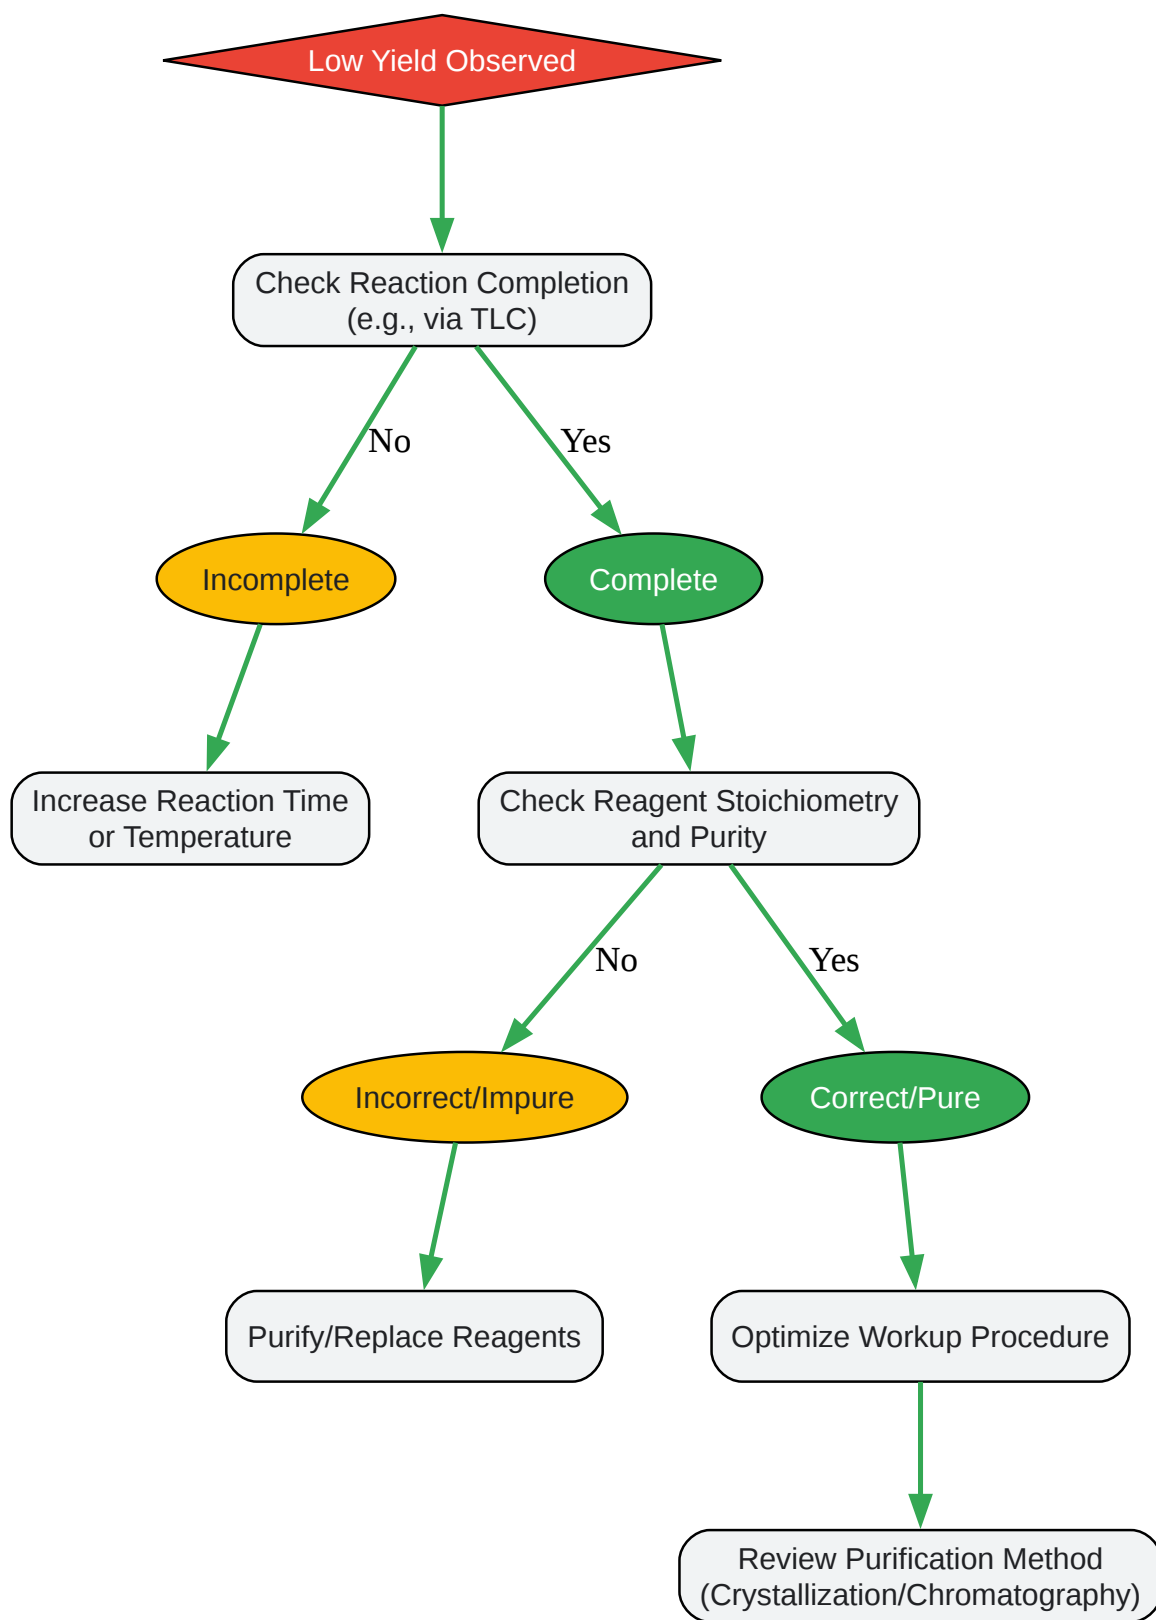 Low Yield Observed
Check Reaction Completion
(e.g., via TLC)
No
Yes
Incomplete
Complete
Increase Reaction Time
or Temperature
Check Reagent Stoichiometry
and Purity
No
Yes
Incorrect/Impure
Correct/Pure
Purify/Replace Reagents
Optimize Workup Procedure
Review Purification Method
(Crystallization/Chromatography)